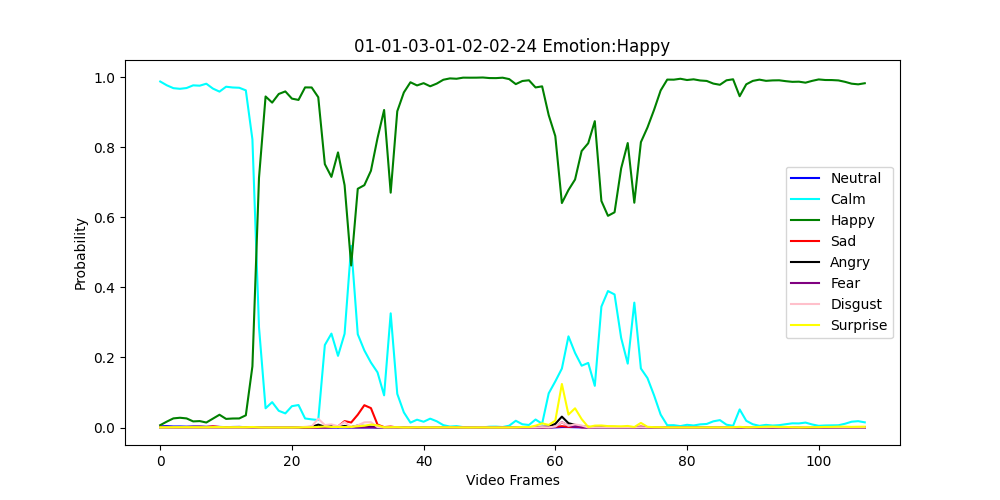 01-01-03-01-02-02-24 Emotion:Happy
Probability
1.0
0.8
0.6
0.4
0.2
0.0
Neutral
Calm
Happy
Sad
Angry
Fear
Disgust
Surprise
0 20 40 60 80 100
Video Frames